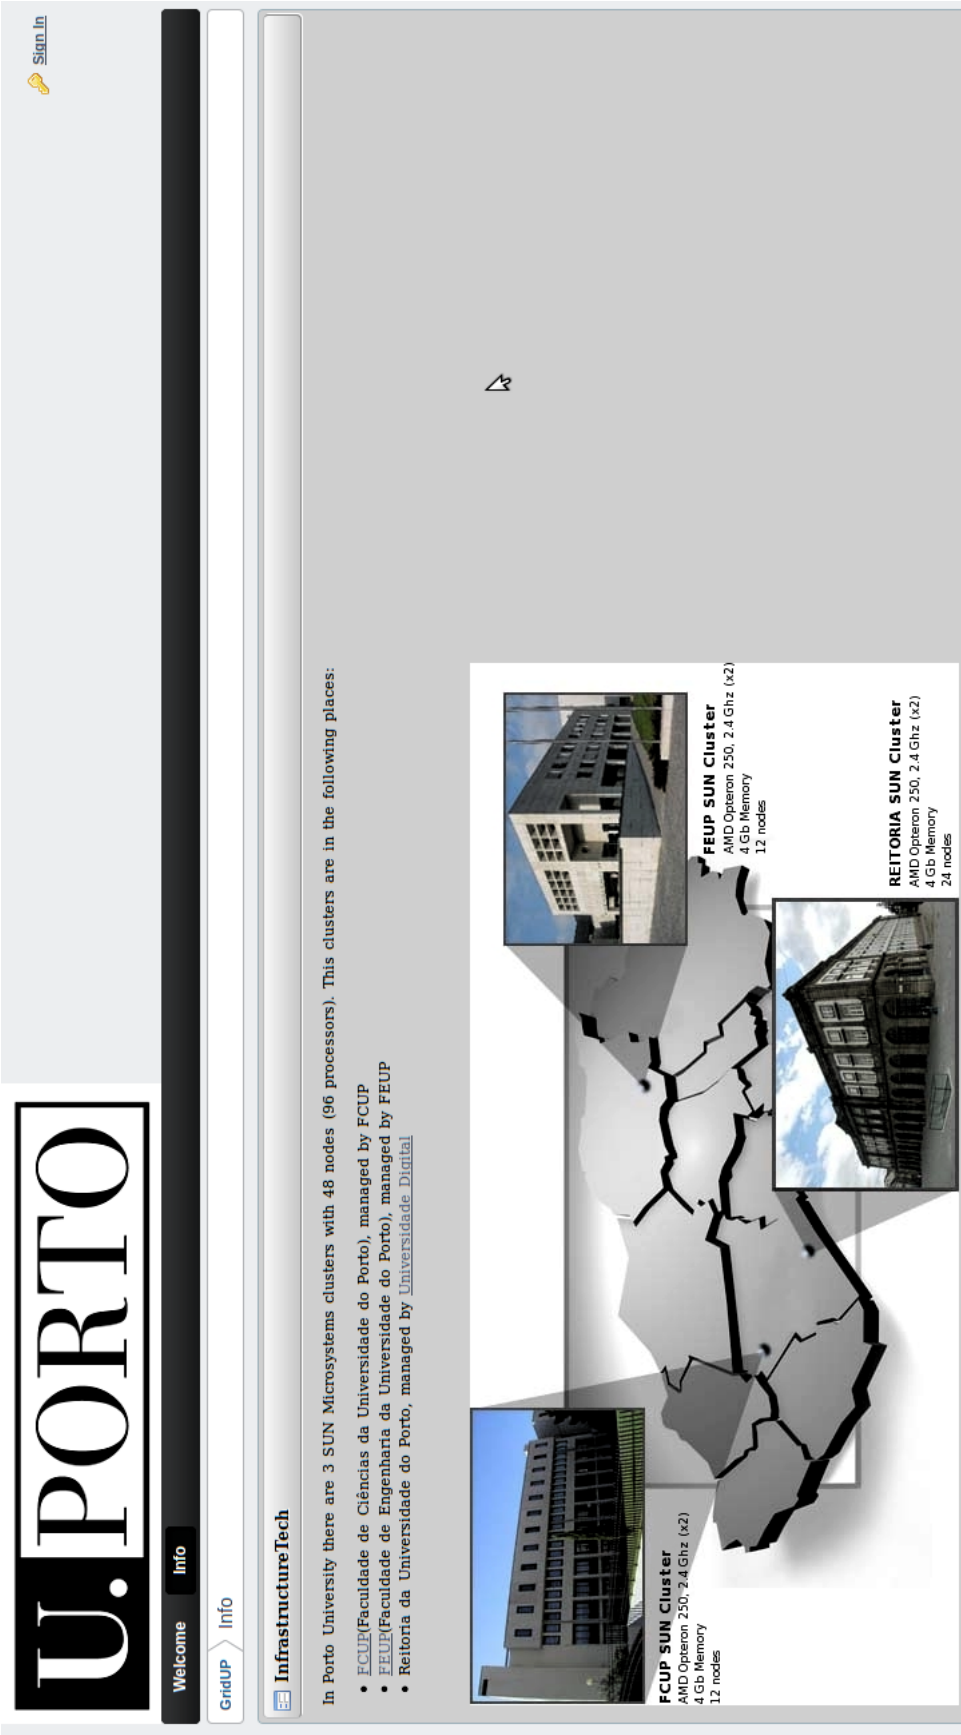 U.PORTO
Sign In
Welcome
Info
GridUP
Info
InfrastructureTech
In Porto University there are 3 SUN Microsystems clusters with 48 nodes (96 processors). This clusters are in the following places:
• FCUP(Faculdade de Ciências da Universidade do Porto), managed by FCUP
• FEUP(Faculdade de Engenharia da Universidade do Porto), managed by FEUP
• Reitoria da Universidade do Porto, managed by Universidade Digital
FCUP SUN Cluster
AMD Opteron 250, 2.4 Ghz (x2)
4 Gb Memory
12 nodes
FEUP SUN Cluster
AMD Opteron 250, 2.4 Ghz (x2)
4 Gb Memory
12 nodes
REITORIA SUN Cluster
AMD Opteron 250, 2.4 Ghz (x2)
4 Gb Memory
24 nodes